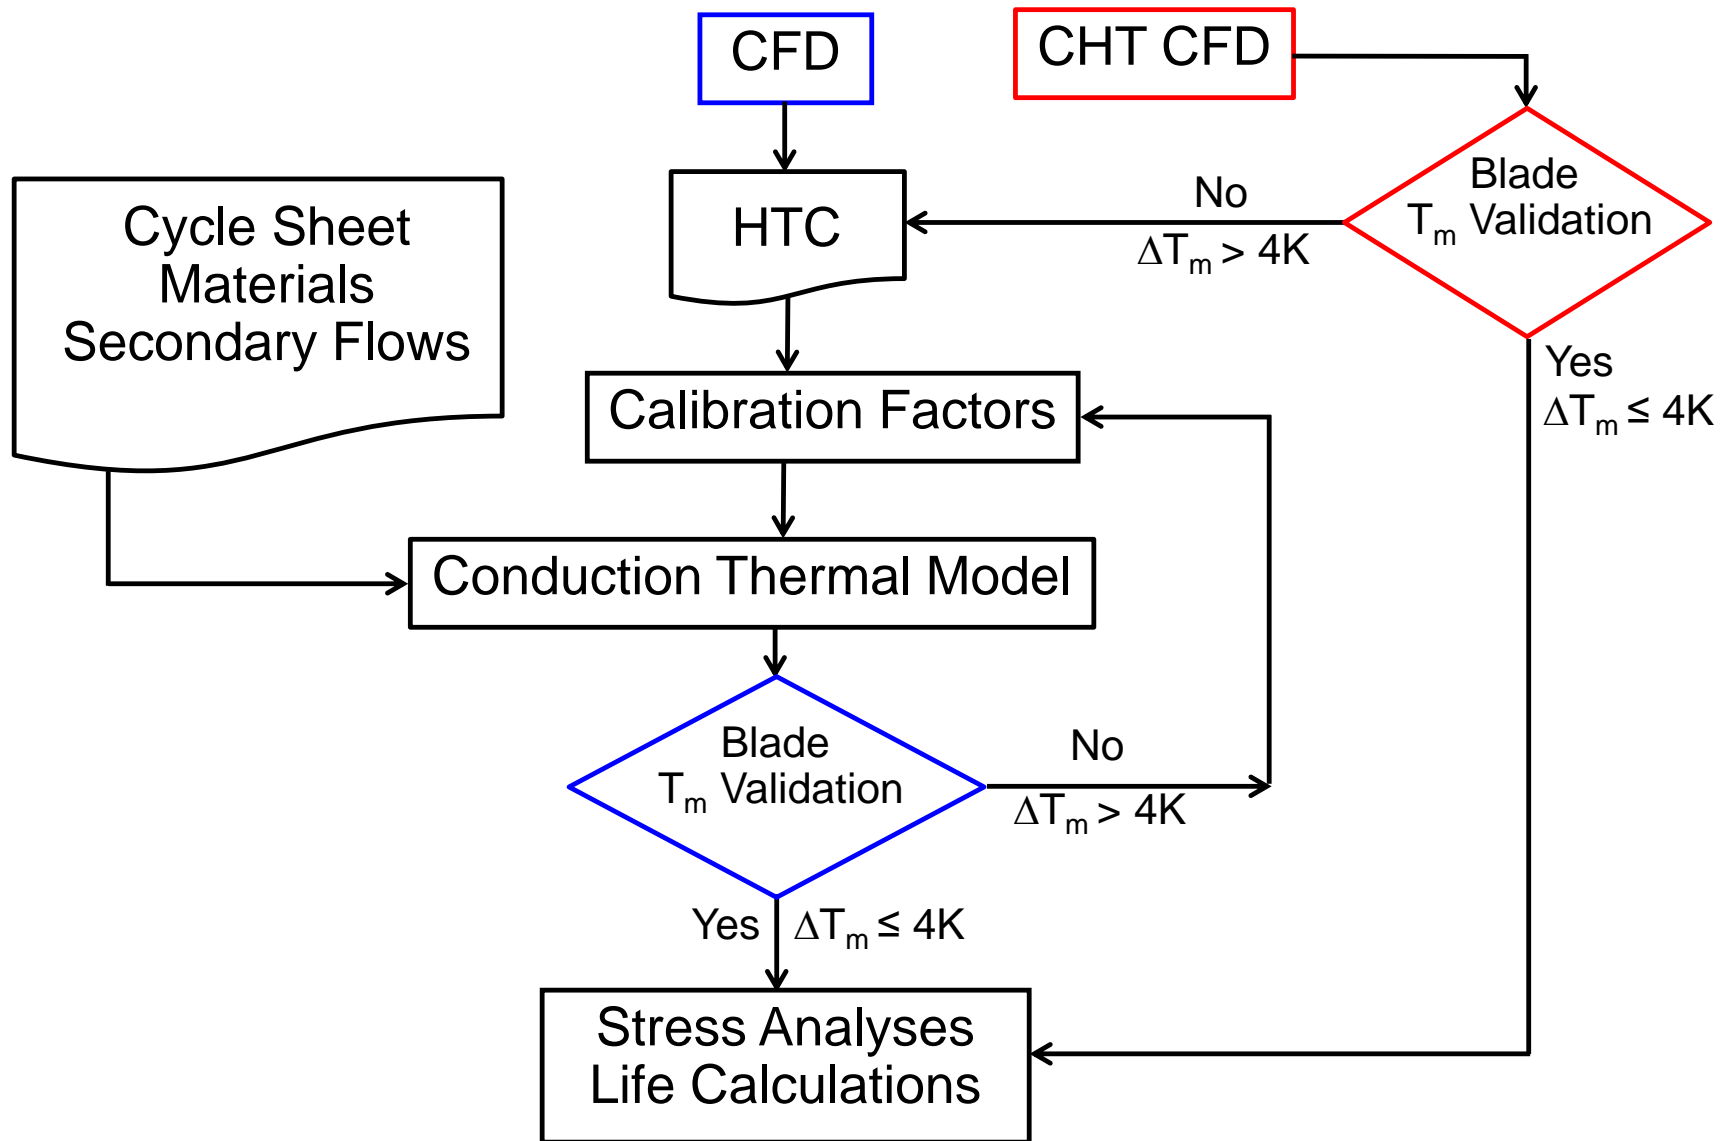 CFD
CHT CFD
Cycle Sheet
Materials
Secondary Flows
HTC
No
ΔTm > 4K
Blade
Tm Validation
Yes
ΔTm ≤ 4K
Calibration Factors
Conduction Thermal Model
Blade
Tm Validation
No
ΔTm > 4K
Yes
ΔTm ≤ 4K
Stress Analyses
Life Calculations